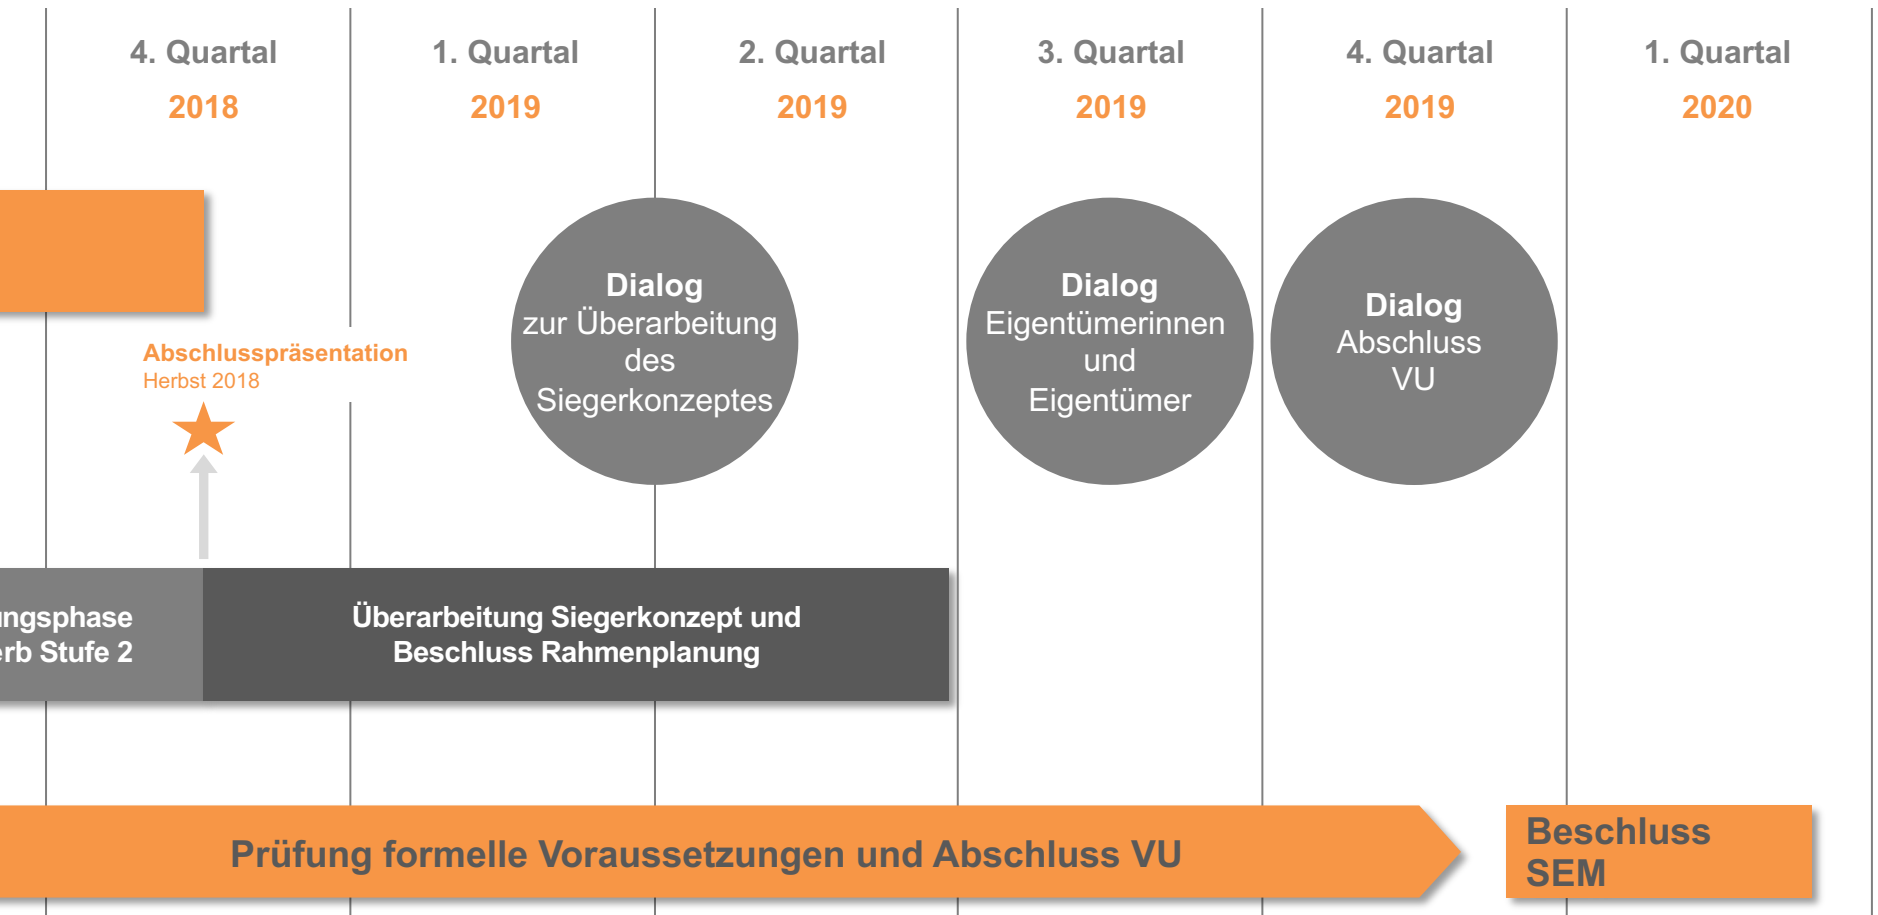 4. Quartal
2018
1. Quartal
2019
2. Quartal
2019
3. Quartal
2019
4. Quartal
2019
1. Quartal
2020
Dialog
zur Überarbeitung
des
Siegerkonzeptes
Dialog
Eigentümerinnen
und
Eigentümer
Dialog
Abschluss
VU
Abschlusspräsentation
Herbst 2018
ungsphase
erb Stufe 2
Überarbeitung Siegerkonzept und
Beschluss Rahmenplanung
Prüfung formelle Voraussetzungen und Abschluss VU
Beschluss
SEM